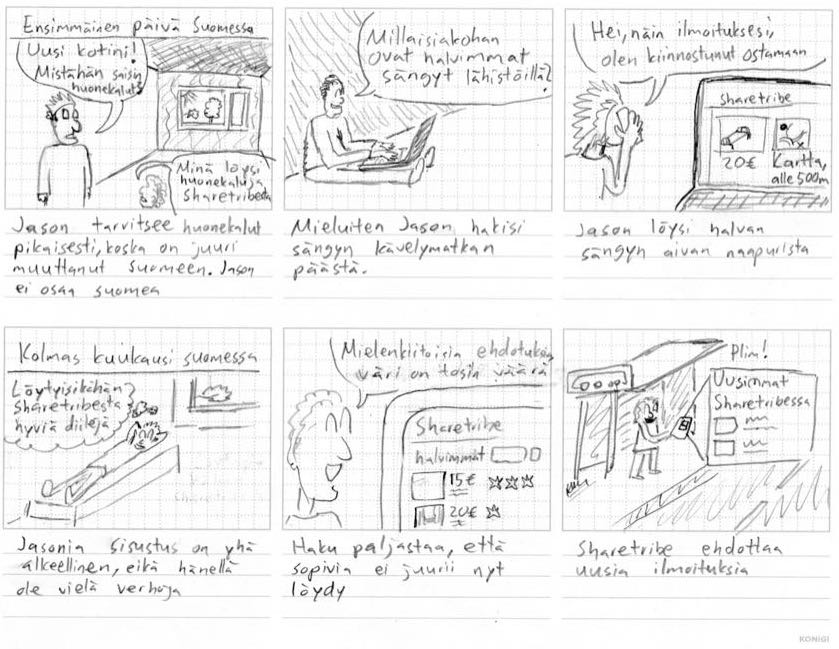 Ensimmäinen päivä Suomessa
Uusi kotini!
Mistähän saisin
huonekalut?
Minä löysi
huonekaluja
Sharetribesta
Jason tarvitsee huonekalut
pikaisesti, koska on juuri
muuttanut Suomeen. Jason
ei osaa suomea
Millaisiakohan
ovat halvimmat
sängyt lähistöillä?
Mieluiten Jason hakisi
sängyn kävelymatkan
päästä.
Hei, näin ilmoituksesi,
olen kiinnostunut ostamaan
sharetribe
20€
Kartta,
alle 500m
Jason löysi halvan
sängyn aivan naapurista
Kolmas kuukausi suomessa
Löytyisiköhän
Sharetribesta
hyviä diilejä
Jasonin sisustus on yhä
alkeellinen, eikä hänellä
ole vielä verhoja
Mielenkiitoisia ehdotuksia
väri on tosia väärä
Sharetribe
halvimmat
15€
20€
Haku paljastaa, että
sopivia ei juurii nyt
löydy
Plim!
Uusimmat
Sharetribessa
Sharetribe ehdottaa
uusia ilmoituksia
KONIGI